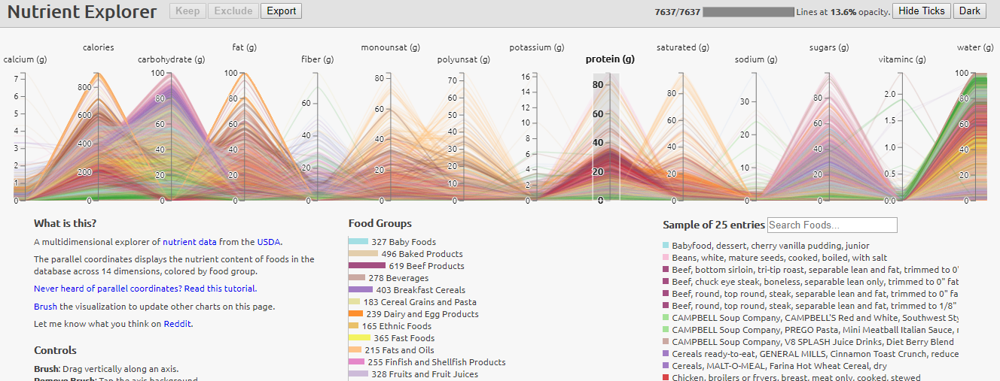 Nutrient Explorer
Keep Exclude Export
7637/7637 Lines at 13.6% opacity. Hide Ticks Dark
calories fat (g) monounsat (g) potassium (g) saturated (g) sugars (g) water (g)
calcium (g) carbohydrate (g) fiber (g) polyunsat (g) protein (g) sodium (g) vitaminc (g)
7 6 5 4 3 2 1 0
800 600 400 200 0
100 80 60 40 20 0
100 80 60 40 20 0
60 40 20 0
80 60 40 20 0
70 60 50 40 30 20 10 0
16 14 12 10 8 6 4 2 0
80 60 40 20 0
80 60 40 20 0
30 20 10 0
80 60 40 20 0
2.0 1.5 1.0 0.5 0.0
100 80 60 40 20 0
What is this?
A multidimensional explorer of nutrient data from the USDA.
The parallel coordinates displays the nutrient content of foods in the
database across 14 dimensions, colored by food group.
Never heard of parallel coordinates? Read this tutorial.
Brush the visualization to update other charts on this page.
Let me know what you think on Reddit.
Controls
Brush: Drag vertically along an axis.
Remove Brush: Tap the axis background.
Food Groups
327 Baby Foods
496 Baked Products
619 Beef Products
278 Beverages
403 Breakfast Cereals
183 Cereal Grains and Pasta
239 Dairy and Egg Products
165 Ethnic Foods
365 Fast Foods
215 Fats and Oils
255 Finfish and Shellfish Products
328 Fruits and Fruit Juices
Sample of 25 entries Search Foods...
Babyfood, dessert, cherry vanilla pudding, junior
Beans, white, mature seeds, cooked, boiled, with salt
Beef, bottom sirloin, tri-tip roast, separable lean and fat, trimmed to 0"
Beef, chuck eye steak, boneless, separable lean only, trimmed to 0" fat
Beef, round, top round, steak, separable lean and fat, trimmed to 0" fa
Beef, round, top round, steak, separable lean and fat, trimmed to 1/8"
CAMPBELL Soup Company, CAMPBELL'S Red and White, Southwest Sty
CAMPBELL Soup Company, PREGO Pasta, Mini Meatball Italian Sauce, r
CAMPBELL Soup Company, V8 SPLASH Juice Drinks, Diet Berry Blend
Cereals ready-to-eat, GENERAL MILLS, Cinnamon Toast Crunch, reduce
Cereals, MALT-O-MEAL, Farina Hot Wheat Cereal, dry
Chicken, broilers or fryers, breast, meat only, cooked, stewed